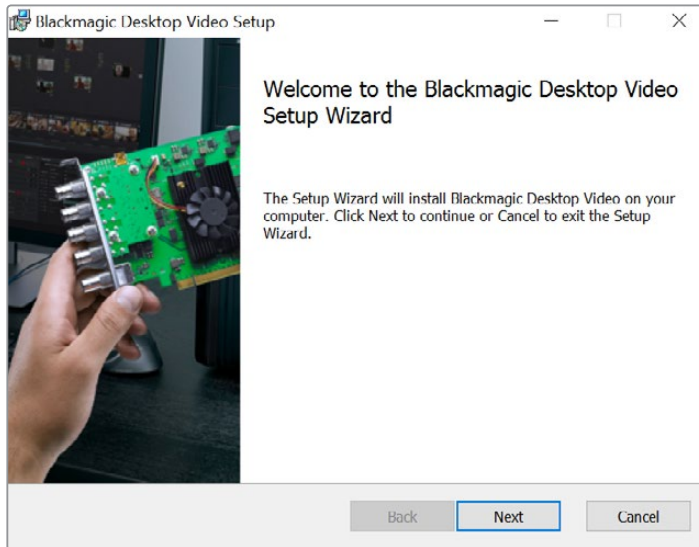 Blackmagic Desktop Video Setup
Welcome to the Blackmagic Desktop Video
Setup Wizard
The Setup Wizard will install Blackmagic Desktop Video on your
computer. Click Next to continue or Cancel to exit the Setup
Wizard.
Back
Next
Cancel